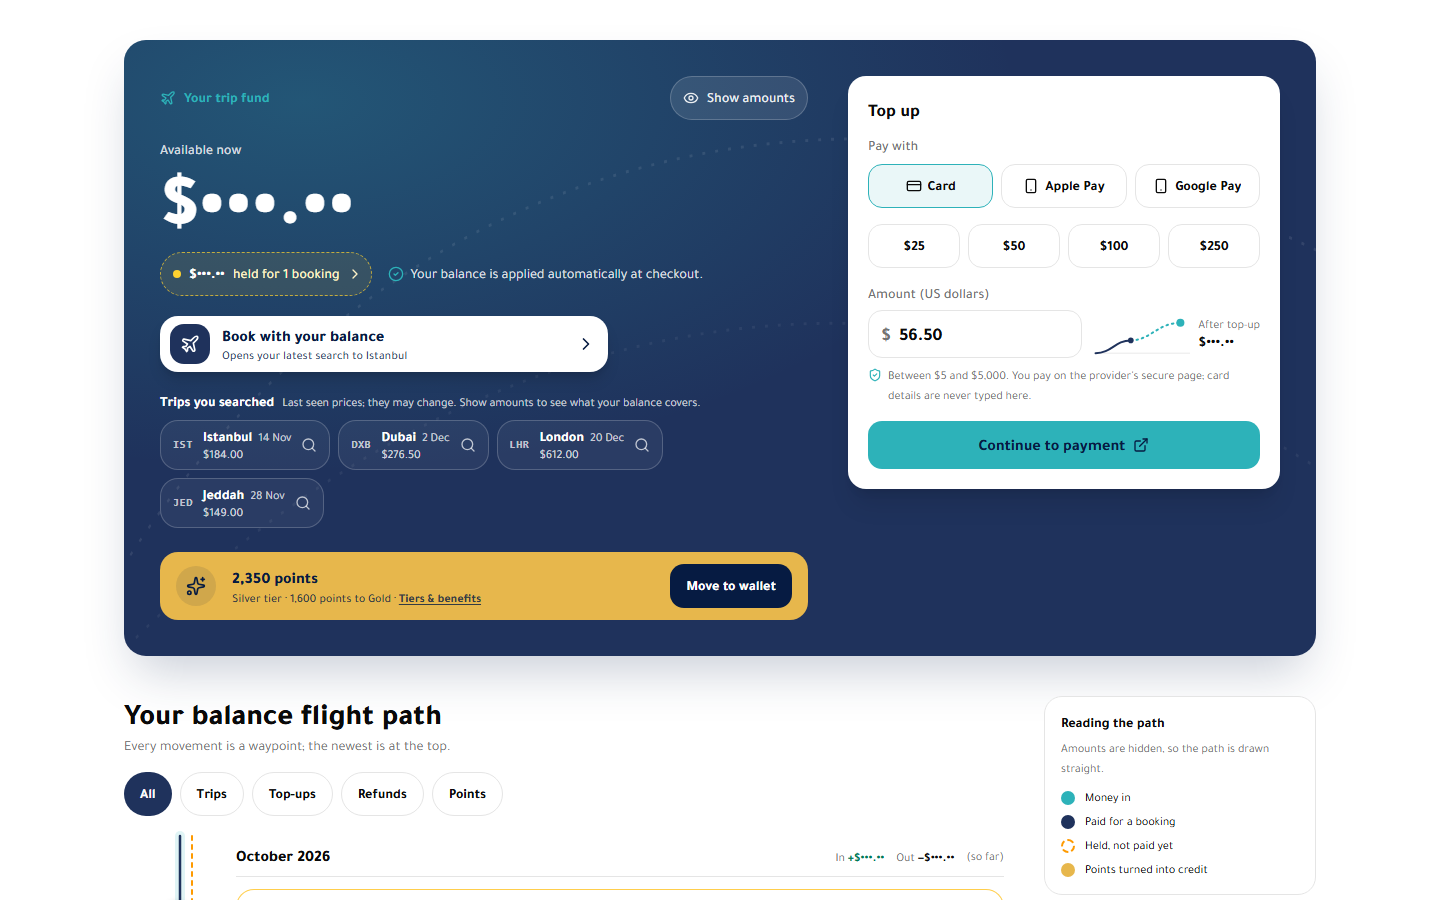 Your trip fund
Show amounts
Available now
$•••.••
$•••.•• held for 1 booking
Your balance is applied automatically at checkout.
Book with your balance
Opens your latest search to Istanbul
Trips you searched Last seen prices; they may change. Show amounts to see what your balance covers.
IST Istanbul 14 Nov
$184.00
DXB Dubai 2 Dec
$276.50
LHR London 20 Dec
$612.00
JED Jeddah 28 Nov
$149.00
2,350 points
Silver tier · 1,600 points to Gold · Tiers & benefits
Move to wallet
Top up
Pay with
Card
Apple Pay
Google Pay
$25
$50
$100
$250
Amount (US dollars)
$ 56.50
After top-up
$•••.••
Between $5 and $5,000. You pay on the provider's secure page; card
details are never typed here.
Continue to payment
Your balance flight path
Every movement is a waypoint; the newest is at the top.
All
Trips
Top-ups
Refunds
Points
October 2026
In +$•••.•• Out −$•••.•• (so far)
Reading the path
Amounts are hidden, so the path is drawn
straight.
Money in
Paid for a booking
Held, not paid yet
Points turned into credit